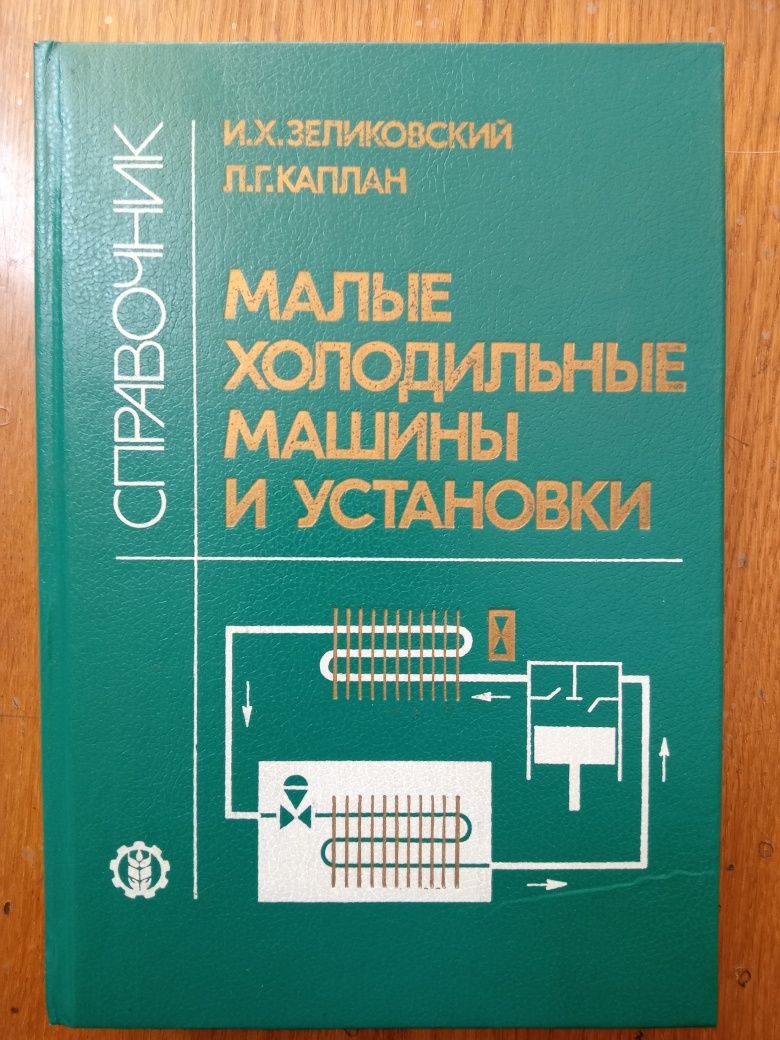 И.Х.ЗЕЛИКОВСКИЙ
Л.Г.КАПЛАН
СПРАВОЧНИК
МАЛЫЕ
ХОЛОДИЛЬНЫЕ
МАШИНЫ
И УСТАНОВКИ